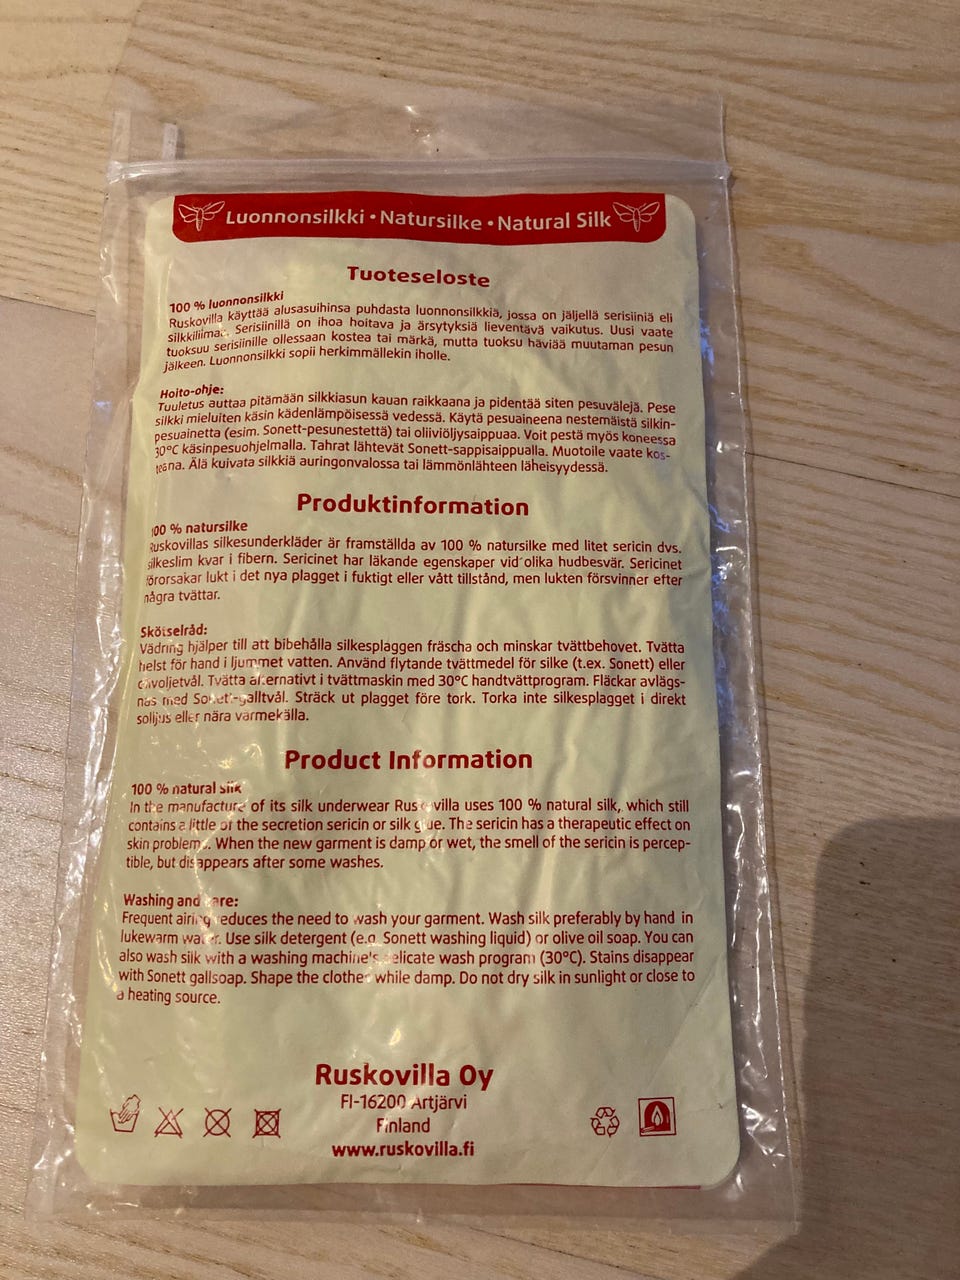 Luonnonsilkki • Natursilke • Natural Silk
Tuoteseloste
100 % luonnonsilkki
Ruskovilla käyttää alusasuihinsa puhdasta luonnonsilkkiä, jossa on jäljellä serisiiniä eli
silkkiliimaa. Serisiinillä on ihoa hoitava ja ärsytyksiä lieventävä vaikutus. Uusi vaate
tuoksuu serisiinille ollessaan kostea tai märkä, mutta tuoksu häviää muutaman pesun
jälkeen. Luonnonsilkki sopii herkimmällekin iholle.
Hoito-ohje:
Tuuletus auttaa pitämään silkkiasun kauan raikkaana ja pidentää siten pesuvälejä. Pese
silkki mieluiten käsin kädenlämpöisessä vedessä. Käytä pesuaineena nestemäistä silkin-
pesuainetta (esim. Sonett-pesunestettä) tai oliiviöljysaippuaa. Voit pestä myös koneessa
30°C käsinpesuohjelmalla. Tahrat lähtevät Sonett-sappisaippualla. Muotoile vaate kos-
teana. Älä kuivata silkkiä auringonvalossa tai lämmönlähteen läheisyydessä.
Produktinformation
100 % natursilke
Ruskovillas silkesunderkläder är framställda av 100 % natursilke med litet sericin dvs.
silkeslim kvar i fibern. Sericinet har läkande egenskaper vid olika hudbesvär. Sericinet
förorsakar lukt i det nya plagget i fuktigt eller vått tillstånd, men lukten försvinner efter
några tvättar.
Skötselråd:
Vädring hjälper till att bibehålla silkesplaggen fräscha och minskar tvättbehovet. Tvätta
helst för hand i ljummet vatten. Använd flytande tvättmedel för silke (t.ex. Sonett) eller
olivoljetvål. Tvätta alternativt i tvättmaskin med 30°C handtvättprogram. Fläckar avlägs-
nas med Sonett-galltvål. Sträck ut plagget före tork. Torka inte silkesplagget i direkt
solljus eller nära värmekälla.
Product Information
100 % natural silk
In the manufacture of its silk underwear Ruskovilla uses 100 % natural silk, which still
contains a little of the secretion sericin or silk glue. The sericin has a therapeutic effect on
skin problems. When the new garment is damp or wet, the smell of the sericin is percep-
tible, but disappears after some washes.
Washing and care:
Frequent airing reduces the need to wash your garment. Wash silk preferably by hand in
lukewarm water. Use silk detergent (e.g. Sonett washing liquid) or olive oil soap. You can
also wash silk with a washing machine's delicate wash program (30°C). Stains disappear
with Sonett gallsoap. Shape the clothes while damp. Do not dry silk in sunlight or close to
a heating source.
Ruskovilla Oy
FI-16200 Artjärvi
Finland
www.ruskovilla.fi